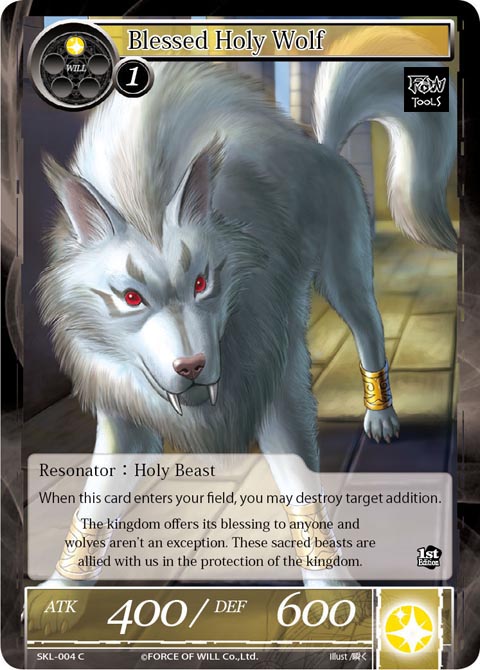 Blessed Holy Wolf
WILL
1
FOW
TOOLS
Resonator : Holy Beast
When this card enters your field, you may destroy target addition.
The kingdom offers its blessing to anyone and
wolves aren't an exception. These sacred beasts are
allied with us in the protection of the kingdom.
1st
Edition
ATK 400 / DEF 600
SKL-004 C ©FORCE OF WILL Co.,Ltd. Illust /瞬く